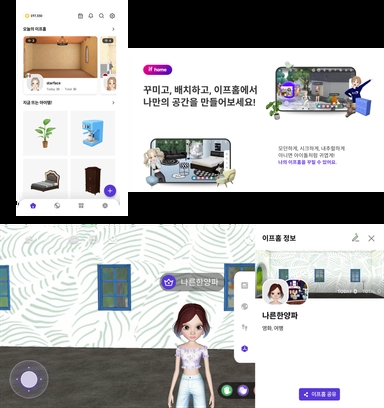 197,550
오늘의 이프홈
starface
지금 뜨는 아이템!
home
꾸미고, 배치하고, 이프홈에서
나만의 공간을 만들어보세요!
모던하게, 시크하게, 내추럴하게
아니면 아이돌처럼 귀엽게!
나의 이프홈을 꾸밀 수 있어요.
나른한양파
이프홈 정보
TODAY 0
나른한양파
영화, 여행
이프홈 공유